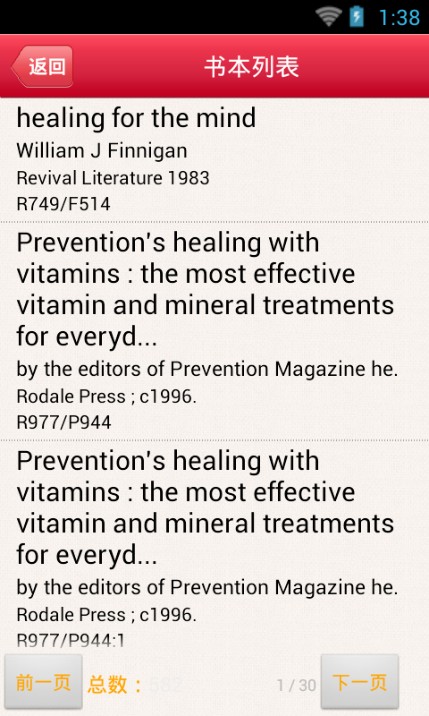 1:38
返回
书本列表
healing for the mind
William J Finnigan
Revival Literature 1983
R749/F514
Prevention's healing with
vitamins : the most effective
vitamin and mineral treatments
for everyd...
by the editors of Prevention Magazine he.
Rodale Press ; c1996.
R977/P944
Prevention's healing with
vitamins : the most effective
vitamin and mineral treatments
for everyd...
by the editors of Prevention Magazine he.
Rodale Press ; c1996.
R977/P944:1
前一页 总数： 1 / 30 下一页